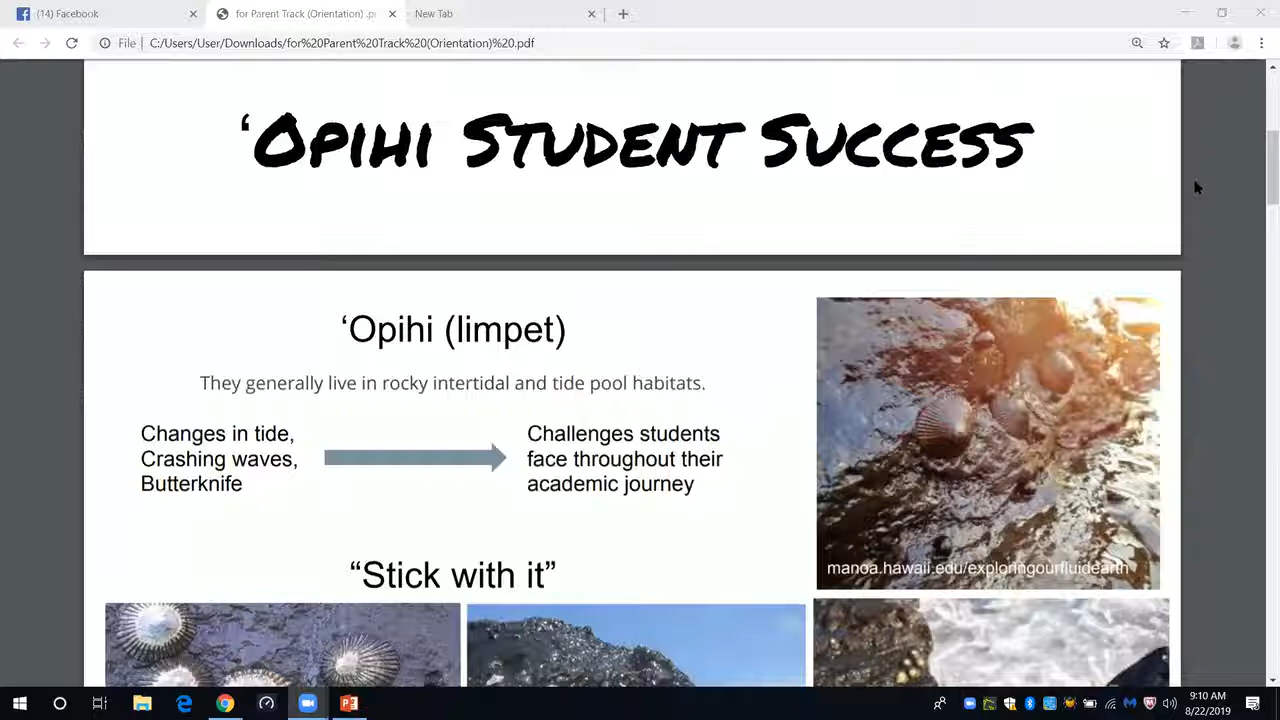 (14) Facebook
for Parent Track (Orientation) .p
New Tab
File
C:/Users/User/Downloads/for%20Parent%20Track%20(Orientation)%20.pdf
‘Opihi Student Success
‘Opihi (limpet)
They generally live in rocky intertidal and tide pool habitats.
Changes in tide,
Crashing waves,
Butterknife
Challenges students
face throughout their
academic journey
manoa.hawaii.edu/exploringourfluidearth
“Stick with it”
9:10 AM
8/22/2019